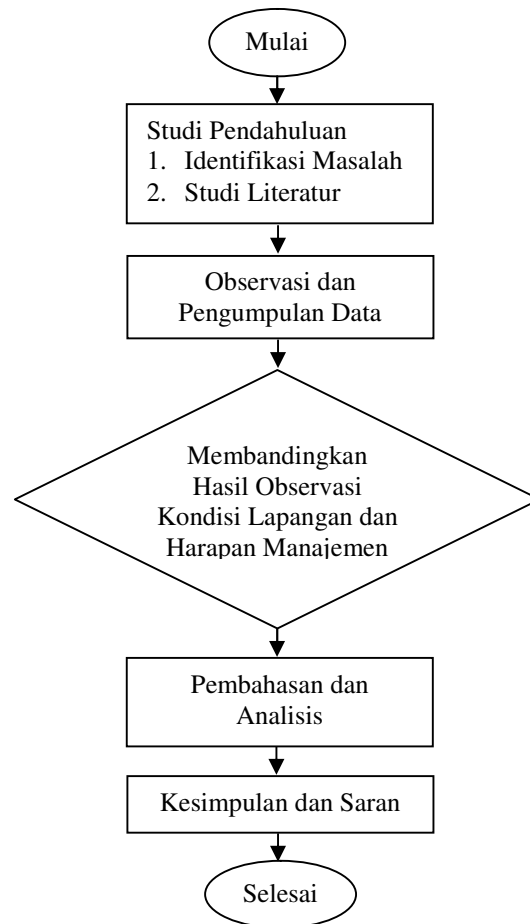 Mulai
Studi Pendahuluan
1. Identifikasi Masalah
2. Studi Literatur
Observasi dan
Pengumpulan Data
Membandingkan
Hasil Observasi
Kondisi Lapangan dan
Harapan Manajemen
Pembahasan dan
Analisis
Kesimpulan dan Saran
Selesai